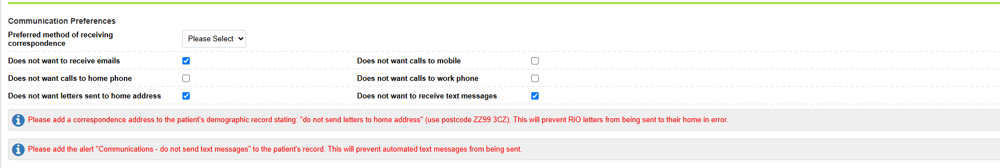 Communication Preferences
Preferred method of receiving
correspondence
Please Select
Does not want to receive emails
Does not want calls to mobile
Does not want calls to home phone
Does not want calls to work phone
Does not want letters sent to home address
Does not want to receive text messages
Please add a correspondence address to the patient's demographic record stating: "do not send letters to home address" (use postcode ZZ99 3CZ). This will prevent RiO letters from being sent to their home in error.
Please add the alert "Communications - do not send text messages" to the patient's record. This will prevent automated text messages from being sent.